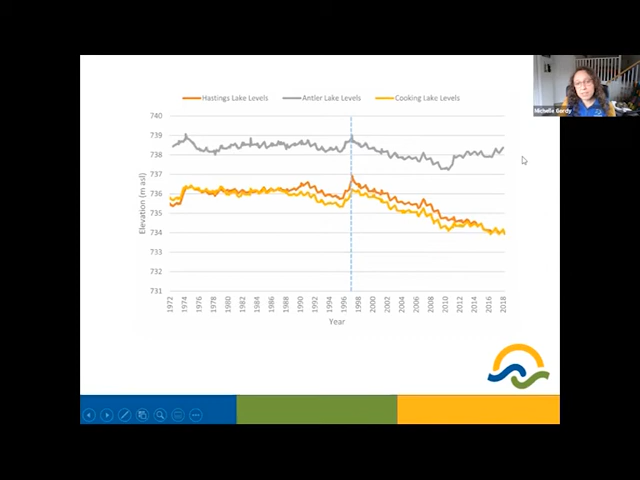 Hastings Lake Levels Antler Lake Levels Cooking Lake Levels
740
739
738
737
736
735
734
733
732
731
Elevation (m asl)
1972 1974 1976 1978 1980 1982 1984 1986 1988 1990 1992 1994 1996 1998 2000 2002 2004 2006 2008 2010 2012 2014 2016 2018
Year
Michelle Gordy